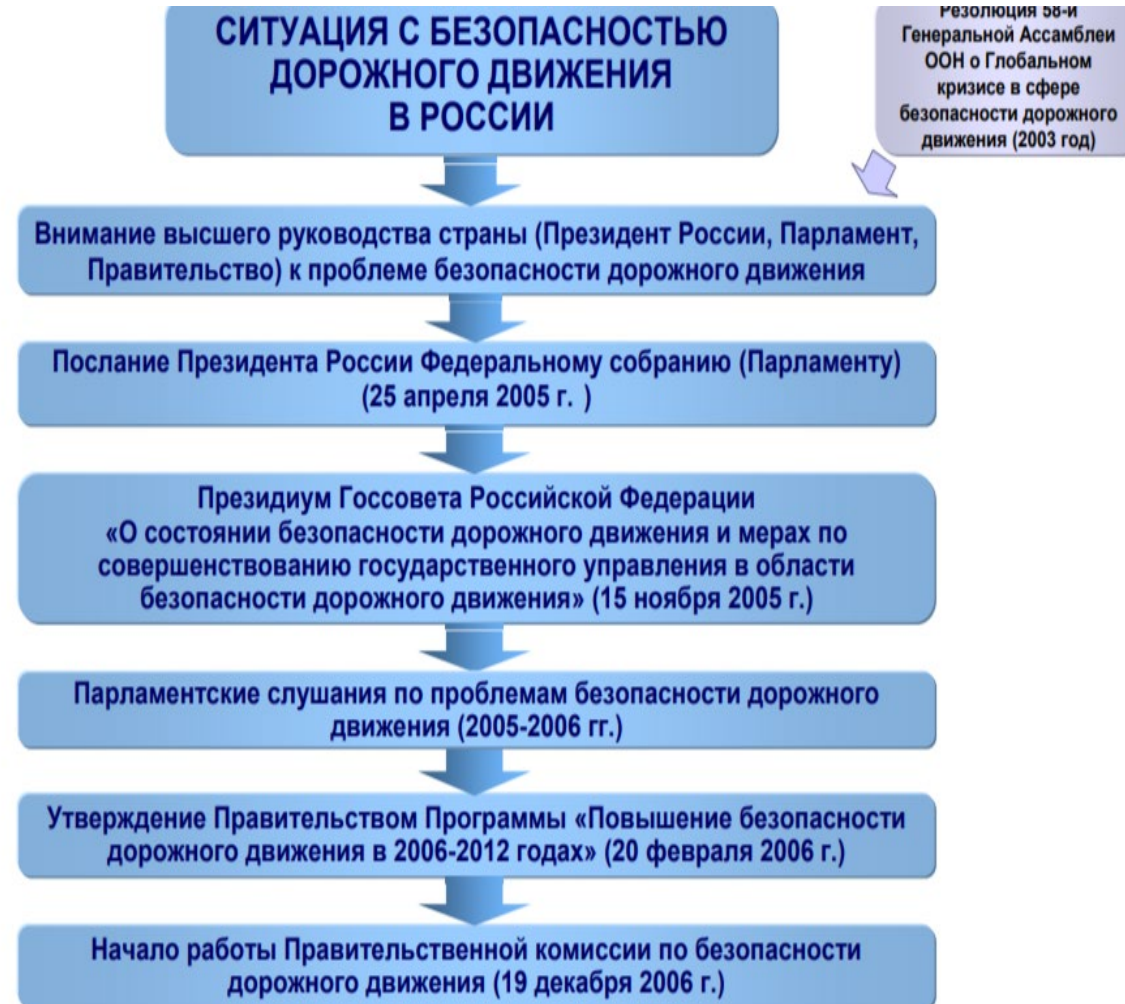 СИТУАЦИЯ С БЕЗОПАСНОСТЬЮ
ДОРОЖНОГО ДВИЖЕНИЯ
В РОССИИ
Резолюция 58-й
Генеральной Ассамблеи
ООН о Глобальном
кризисе в сфере
безопасности дорожного
движения (2003 год)
Внимание высшего руководства страны (Президент России, Парламент,
Правительство) к проблеме безопасности дорожного движения
Послание Президента России Федеральному собранию (Парламенту)
(25 апреля 2005 г. )
Президиум Госсовета Российской Федерации
«О состоянии безопасности дорожного движения и мерах по
совершенствованию государственного управления в области
безопасности дорожного движения» (15 ноября 2005 г.)
Парламентские слушания по проблемам безопасности дорожного
движения (2005-2006 гг.)
Утверждение Правительством Программы «Повышение безопасности
дорожного движения в 2006-2012 годах» (20 февраля 2006 г.)
Начало работы Правительственной комиссии по безопасности
дорожного движения (19 декабря 2006 г.)